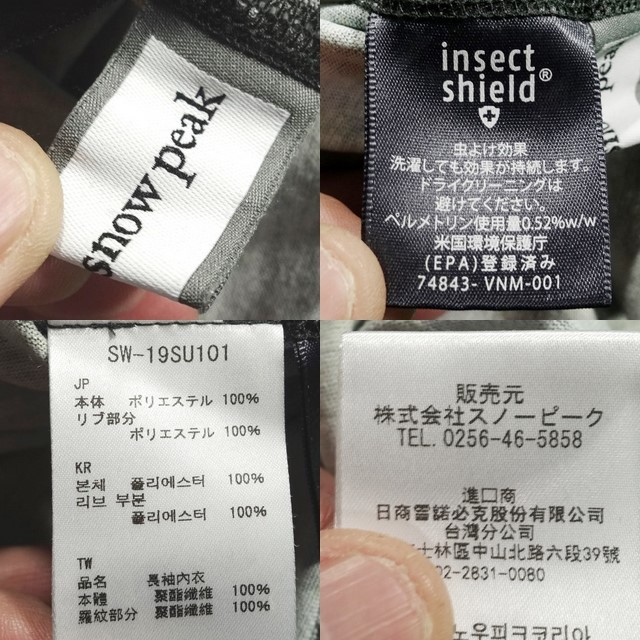 snow peak
insect
shield®
虫よけ効果
洗濯しても効果が持続します。
ドライクリーニングは
避けてください。
ペルメトリン使用量0.52%w/w
米国環境保護庁
(EPA)登録済み
74843- VNM-001
SW-19SU101
JP
本体 ポリエステル 100%
リブ部分
ポリエステル 100%
KR
본체 폴리에스터 100%
리브 부분
폴리에스터 100%
TW
品名 長袖內衣
本體 聚酯纖維 100%
羅紋部分 聚酯纖維 100%
販売元
株式会社スノーピーク
TEL. 0256-46-5858
進口商
日商雪諾必克股份有限公司
台灣分公司
士林區中山北路六段39號
02-2831-0080
노우피크코리아